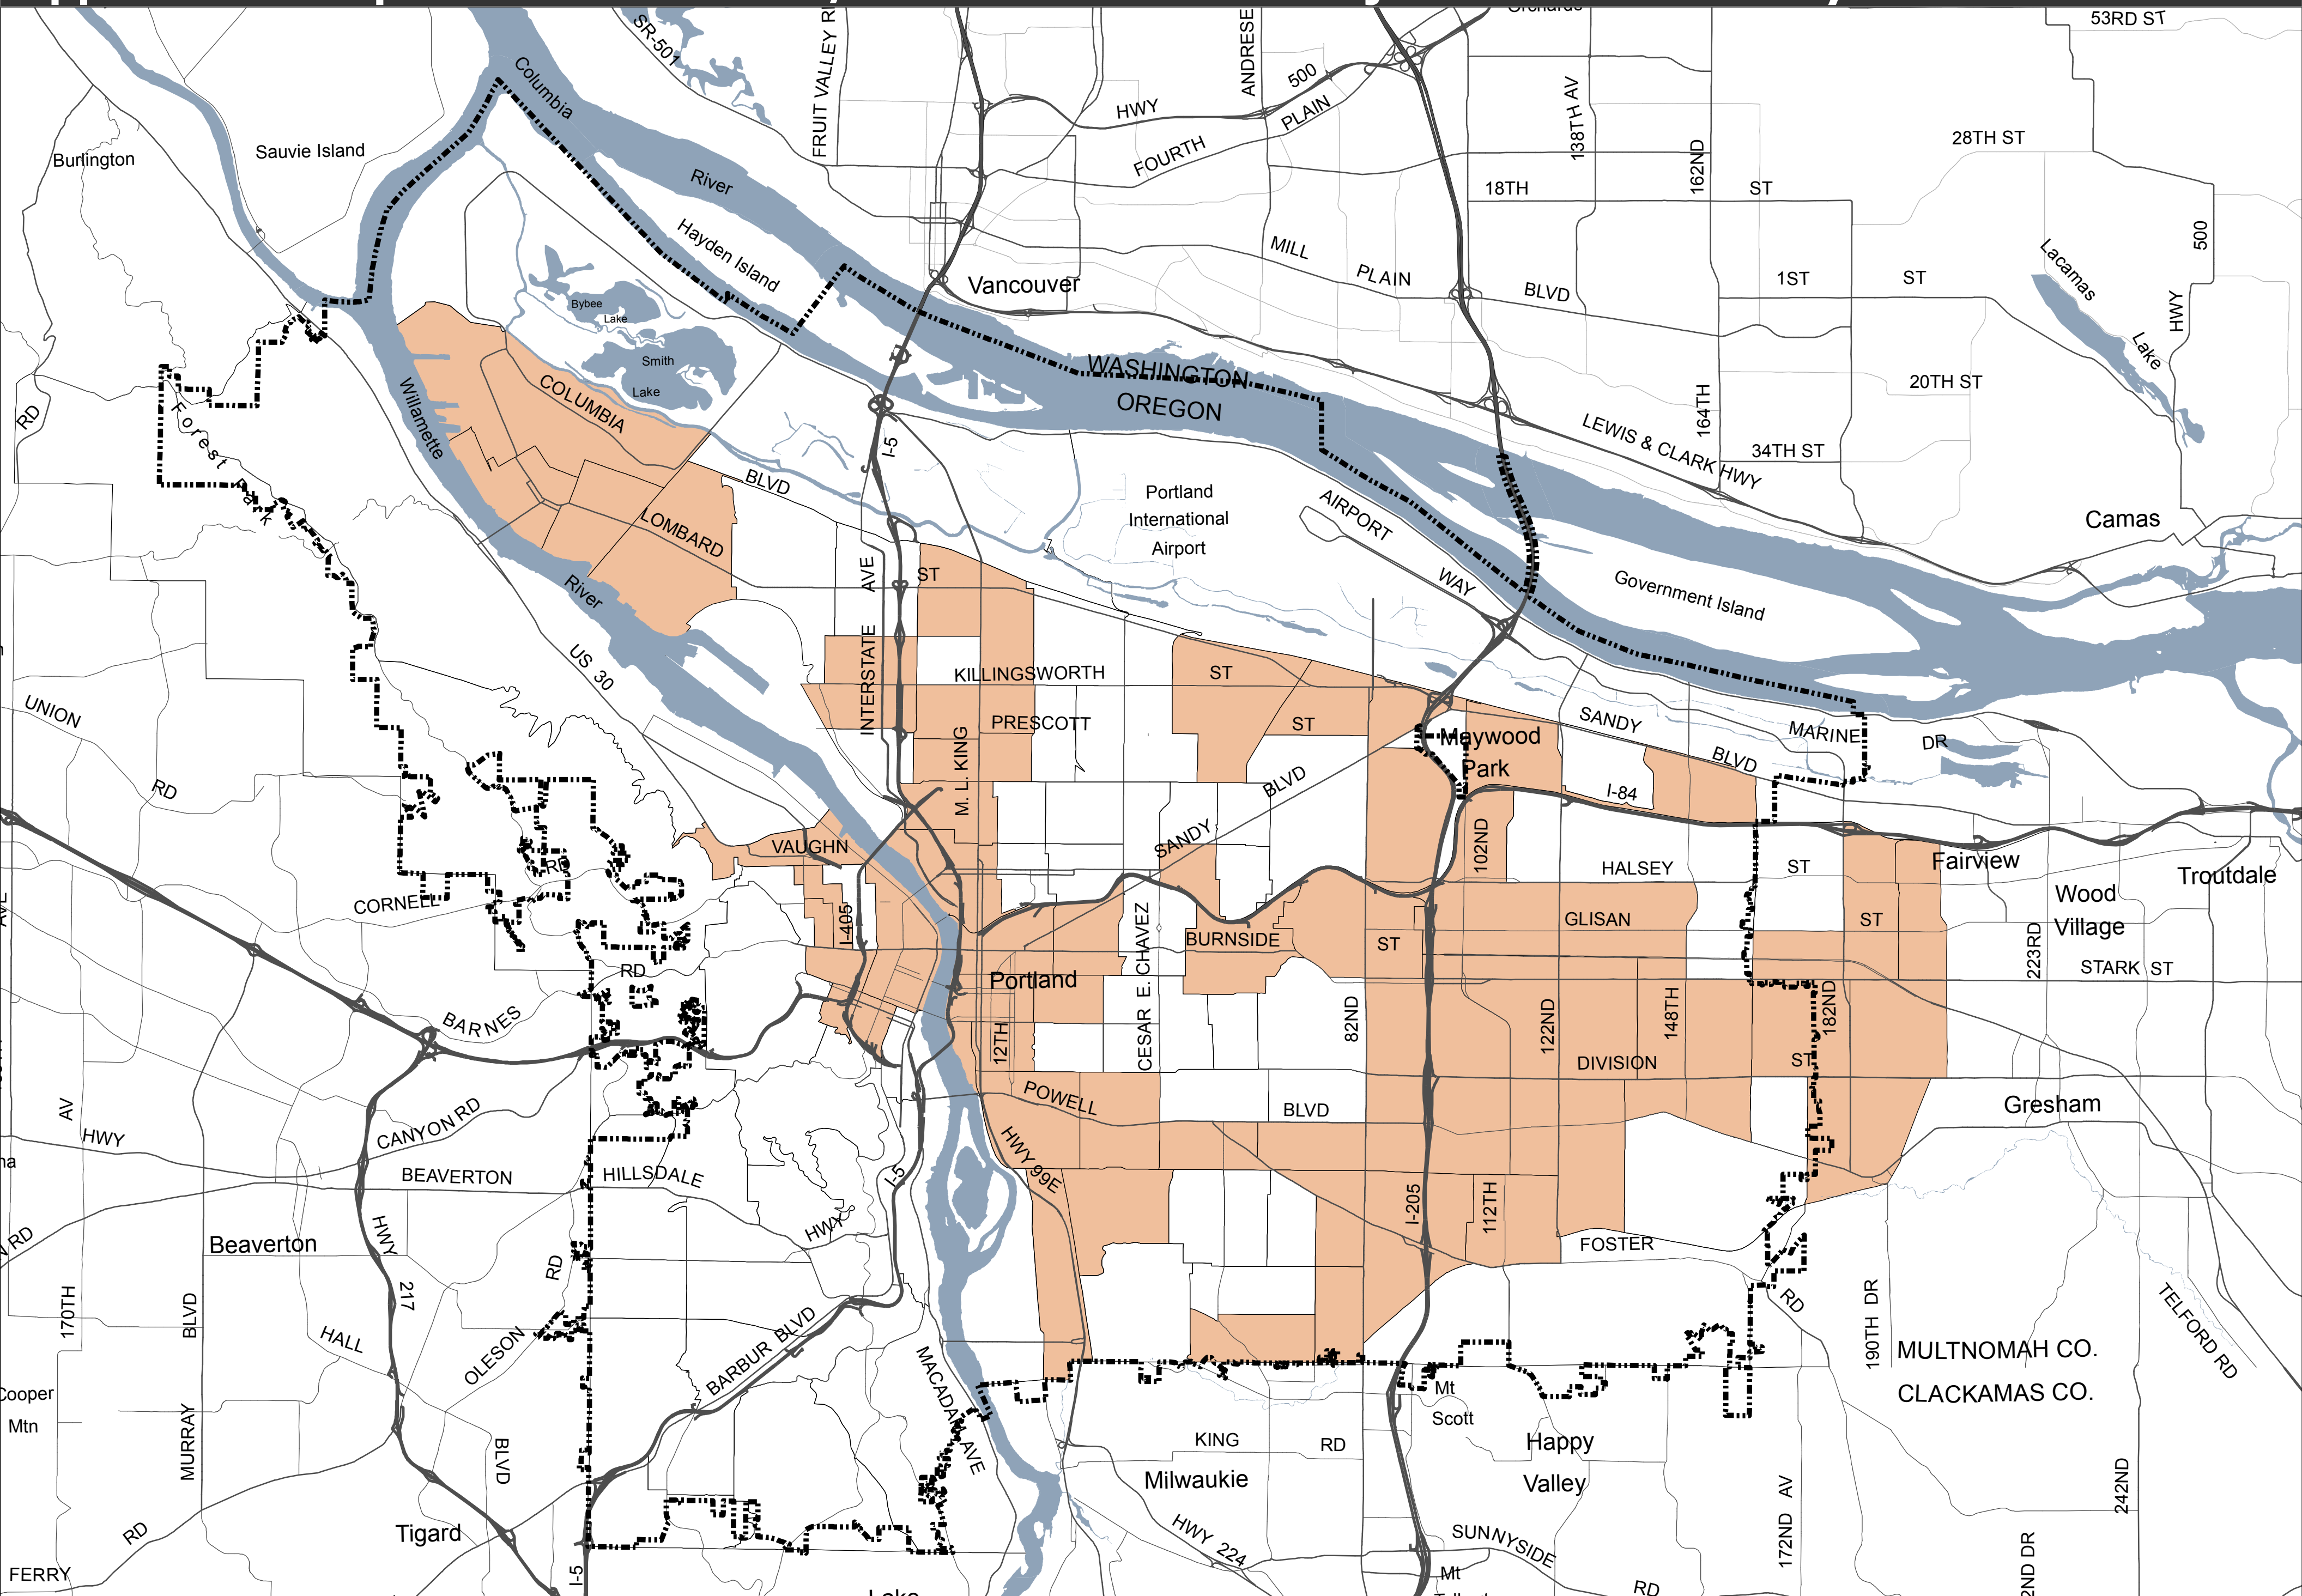 53RD ST
SR-501
FRUIT VALLEY
ANDRESE
Columbia
500
HWY
PLAIN
FOURTH
138TH AV
162ND
28TH ST
Burlington
Sauvie Island
River
18TH
ST
Hayden Island
MILL
PLAIN
BLVD
1ST
ST
500
HWY
Lacamas
Lake
Vancouver
Bybee
Lake
Smith
Lake
WASHINGTON
OREGON
20TH ST
164TH
RD
Forest Park
Willamette
COLUMBIA
BLVD
I-5
LEWIS & CLARK HWY
34TH ST
Portland
International
Airport
AIRPORT
WAY
Camas
LOMBARD
ST
AVE
INTERSTATE
River
US 30
Government Island
KILLINGSWORTH
ST
PRESCOTT
ST
UNION
RD
M. L. KING
Maywood
Park
SANDY
BLVD
MARINE
DR
I-84
BLVD
SANDY
VAUGHN
102ND
HALSEY
ST
Fairview
Wood
Village
Troutdale
RD
CORNELL
I-405
CESAR E. CHAVEZ
BURNSIDE
ST
GLISAN
ST
223RD
STARK ST
RD
Portland
BARNES
12TH
82ND
122ND
148TH
182ND
DIVISION
ST
POWELL
BLVD
Gresham
AV
HWY
CANYON RD
BEAVERTON
HILLSDALE
HWY
I-5
HWY 99E
I-205
112TH
FOSTER
RD
Beaverton
HWY
217
RD
OLESON
170TH
BLVD
MURRAY
HALL
BLVD
BARBUR BLVD
MACADAM AVE
190TH DR
TELFORD RD
MULTNOMAH CO.
CLACKAMAS CO.
Cooper
Mtn
Mt
Scott
KING
RD
Happy
Valley
Milwaukie
172ND AV
242ND
Tigard
RD
FERRY
I-5
HWY 224
SUNNYSIDE
RD
Mt
2ND DR